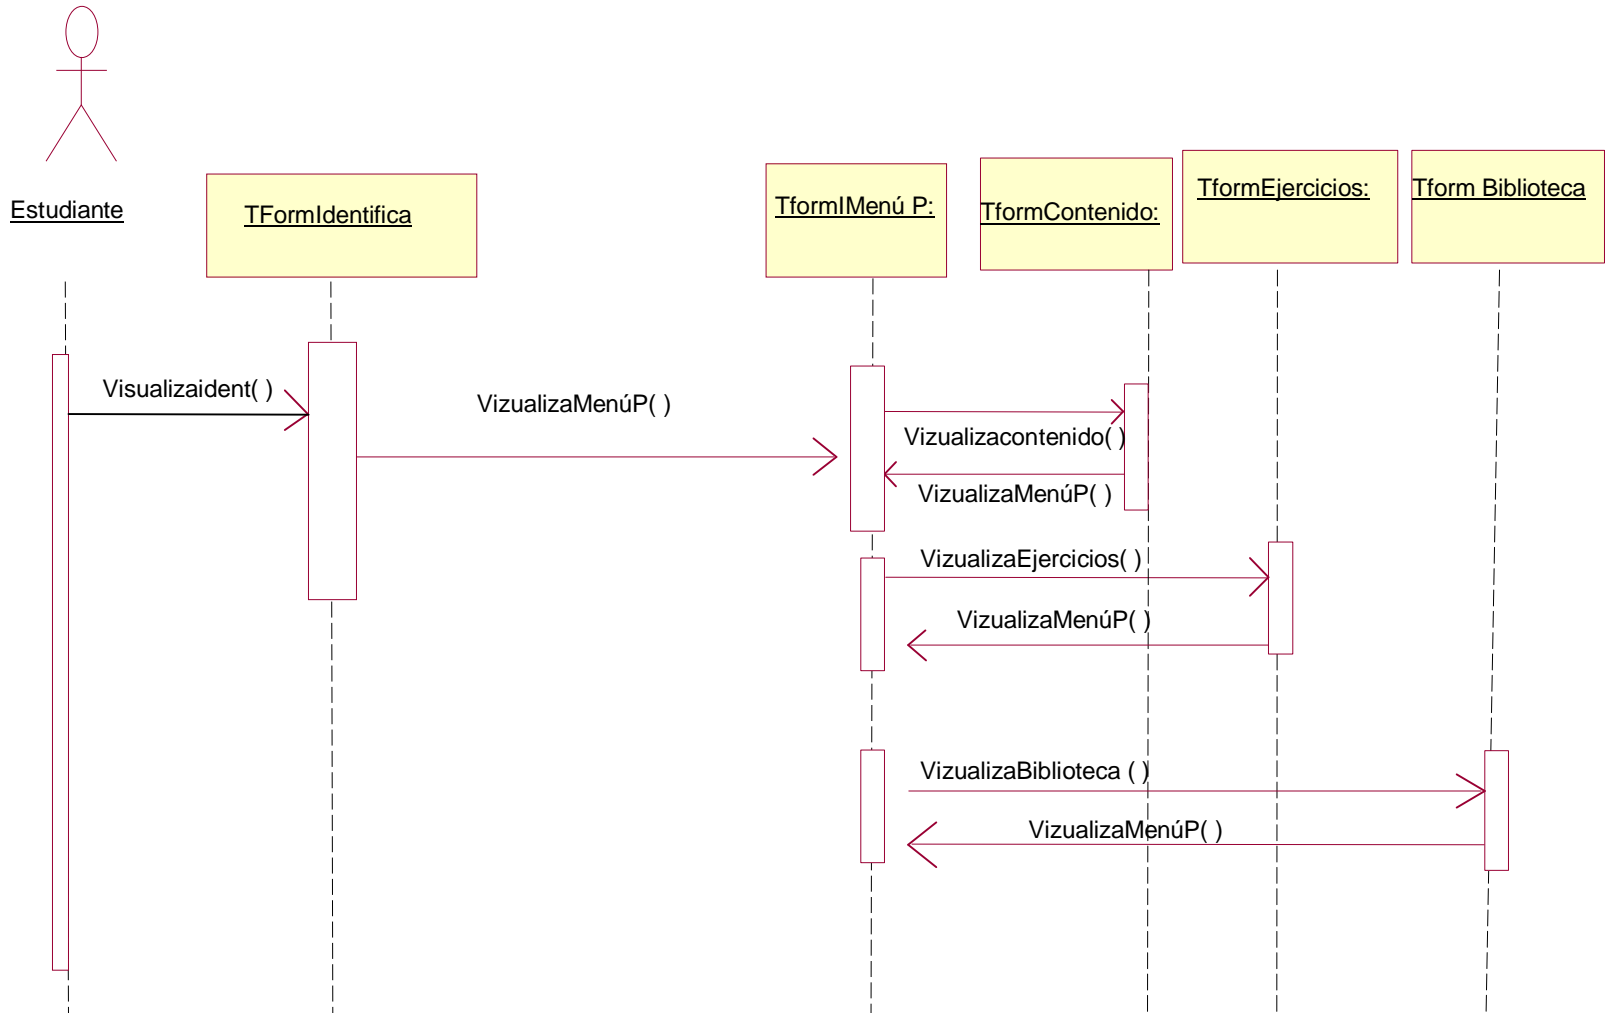 Estudiante
TFormIdentifica
TformIMenú P:
TformContenido:
TformEjercicios:
Tform Biblioteca
Visualizaident( )
VizualizaMenúP( )
Vizualizacontenido( )
VizualizaMenúP( )
VizualizaEjercicios( )
VizualizaMenúP( )
VizualizaBiblioteca ( )
VizualizaMenúP( )